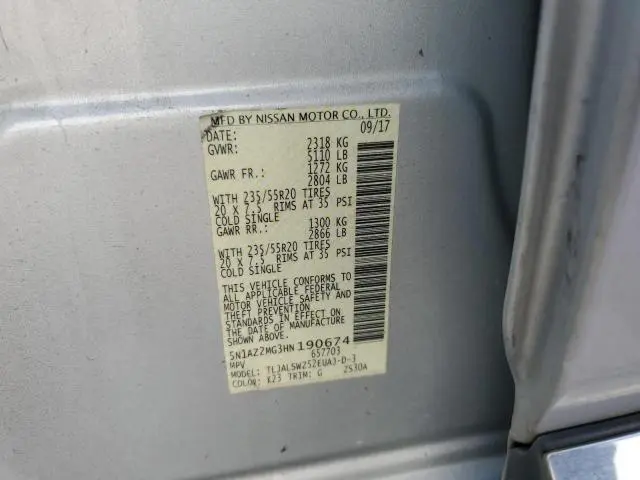 MFD BY NISSAN MOTOR CO., LTD.
DATE: 09/17
GVWR: 2318 KG
5110 LB
GAWR FR.: 1272 KG
2804 LB
WITH 235/55R20 TIRES
20 X 7.5 RIMS AT 35 PSI
COLD SINGLE
GAWR RR.: 1300 KG
2866 LB
WITH 235/55R20 TIRES
20 X 7.5 RIMS AT 35 PSI
COLD SINGLE
THIS VEHICLE CONFORMS TO
ALL APPLICABLE FEDERAL
MOTOR VEHICLE SAFETY AND
THEFT PREVENTION
STANDARDS IN EFFECT ON
THE DATE OF MANUFACTURE
SHOWN ABOVE.
5N1AZ2MG3HN190674
MPV 657703
MODEL: TLJALSWZ52EUAJ-D-3
COLOR: K23 TRIM: G 2S30A